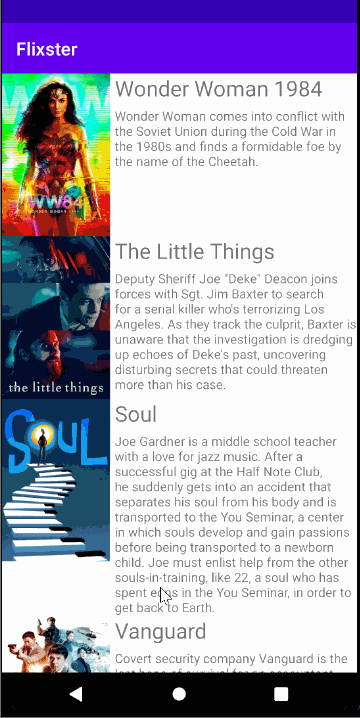 Flixster
Wonder Woman 1984
Wonder Woman comes into conflict with
the Soviet Union during the Cold War in
the 1980s and finds a formidable foe by
the name of the Cheetah.
WW84
WONDER WOMAN 1984
The Little Things
Deputy Sheriff Joe "Deke" Deacon joins
forces with Sgt. Jim Baxter to search
for a serial killer who's terrorizing Los
Angeles. As they track the culprit, Baxter is
unaware that the investigation is dredging
up echoes of Deke's past, uncovering
disturbing secrets that could threaten
more than his case.
the little things
Soul
SOUL
Joe Gardner is a middle school teacher
with a love for jazz music. After a
successful gig at the Half Note Club,
he suddenly gets into an accident that
separates his soul from his body and is
transported to the You Seminar, a center
in which souls develop and gain passions
before being transported to a newborn
child. Joe must enlist help from the other
souls-in-training, like 22, a soul who has
spent eons in the You Seminar, in order to
get back to Earth.
Vanguard
Covert security company Vanguard is the